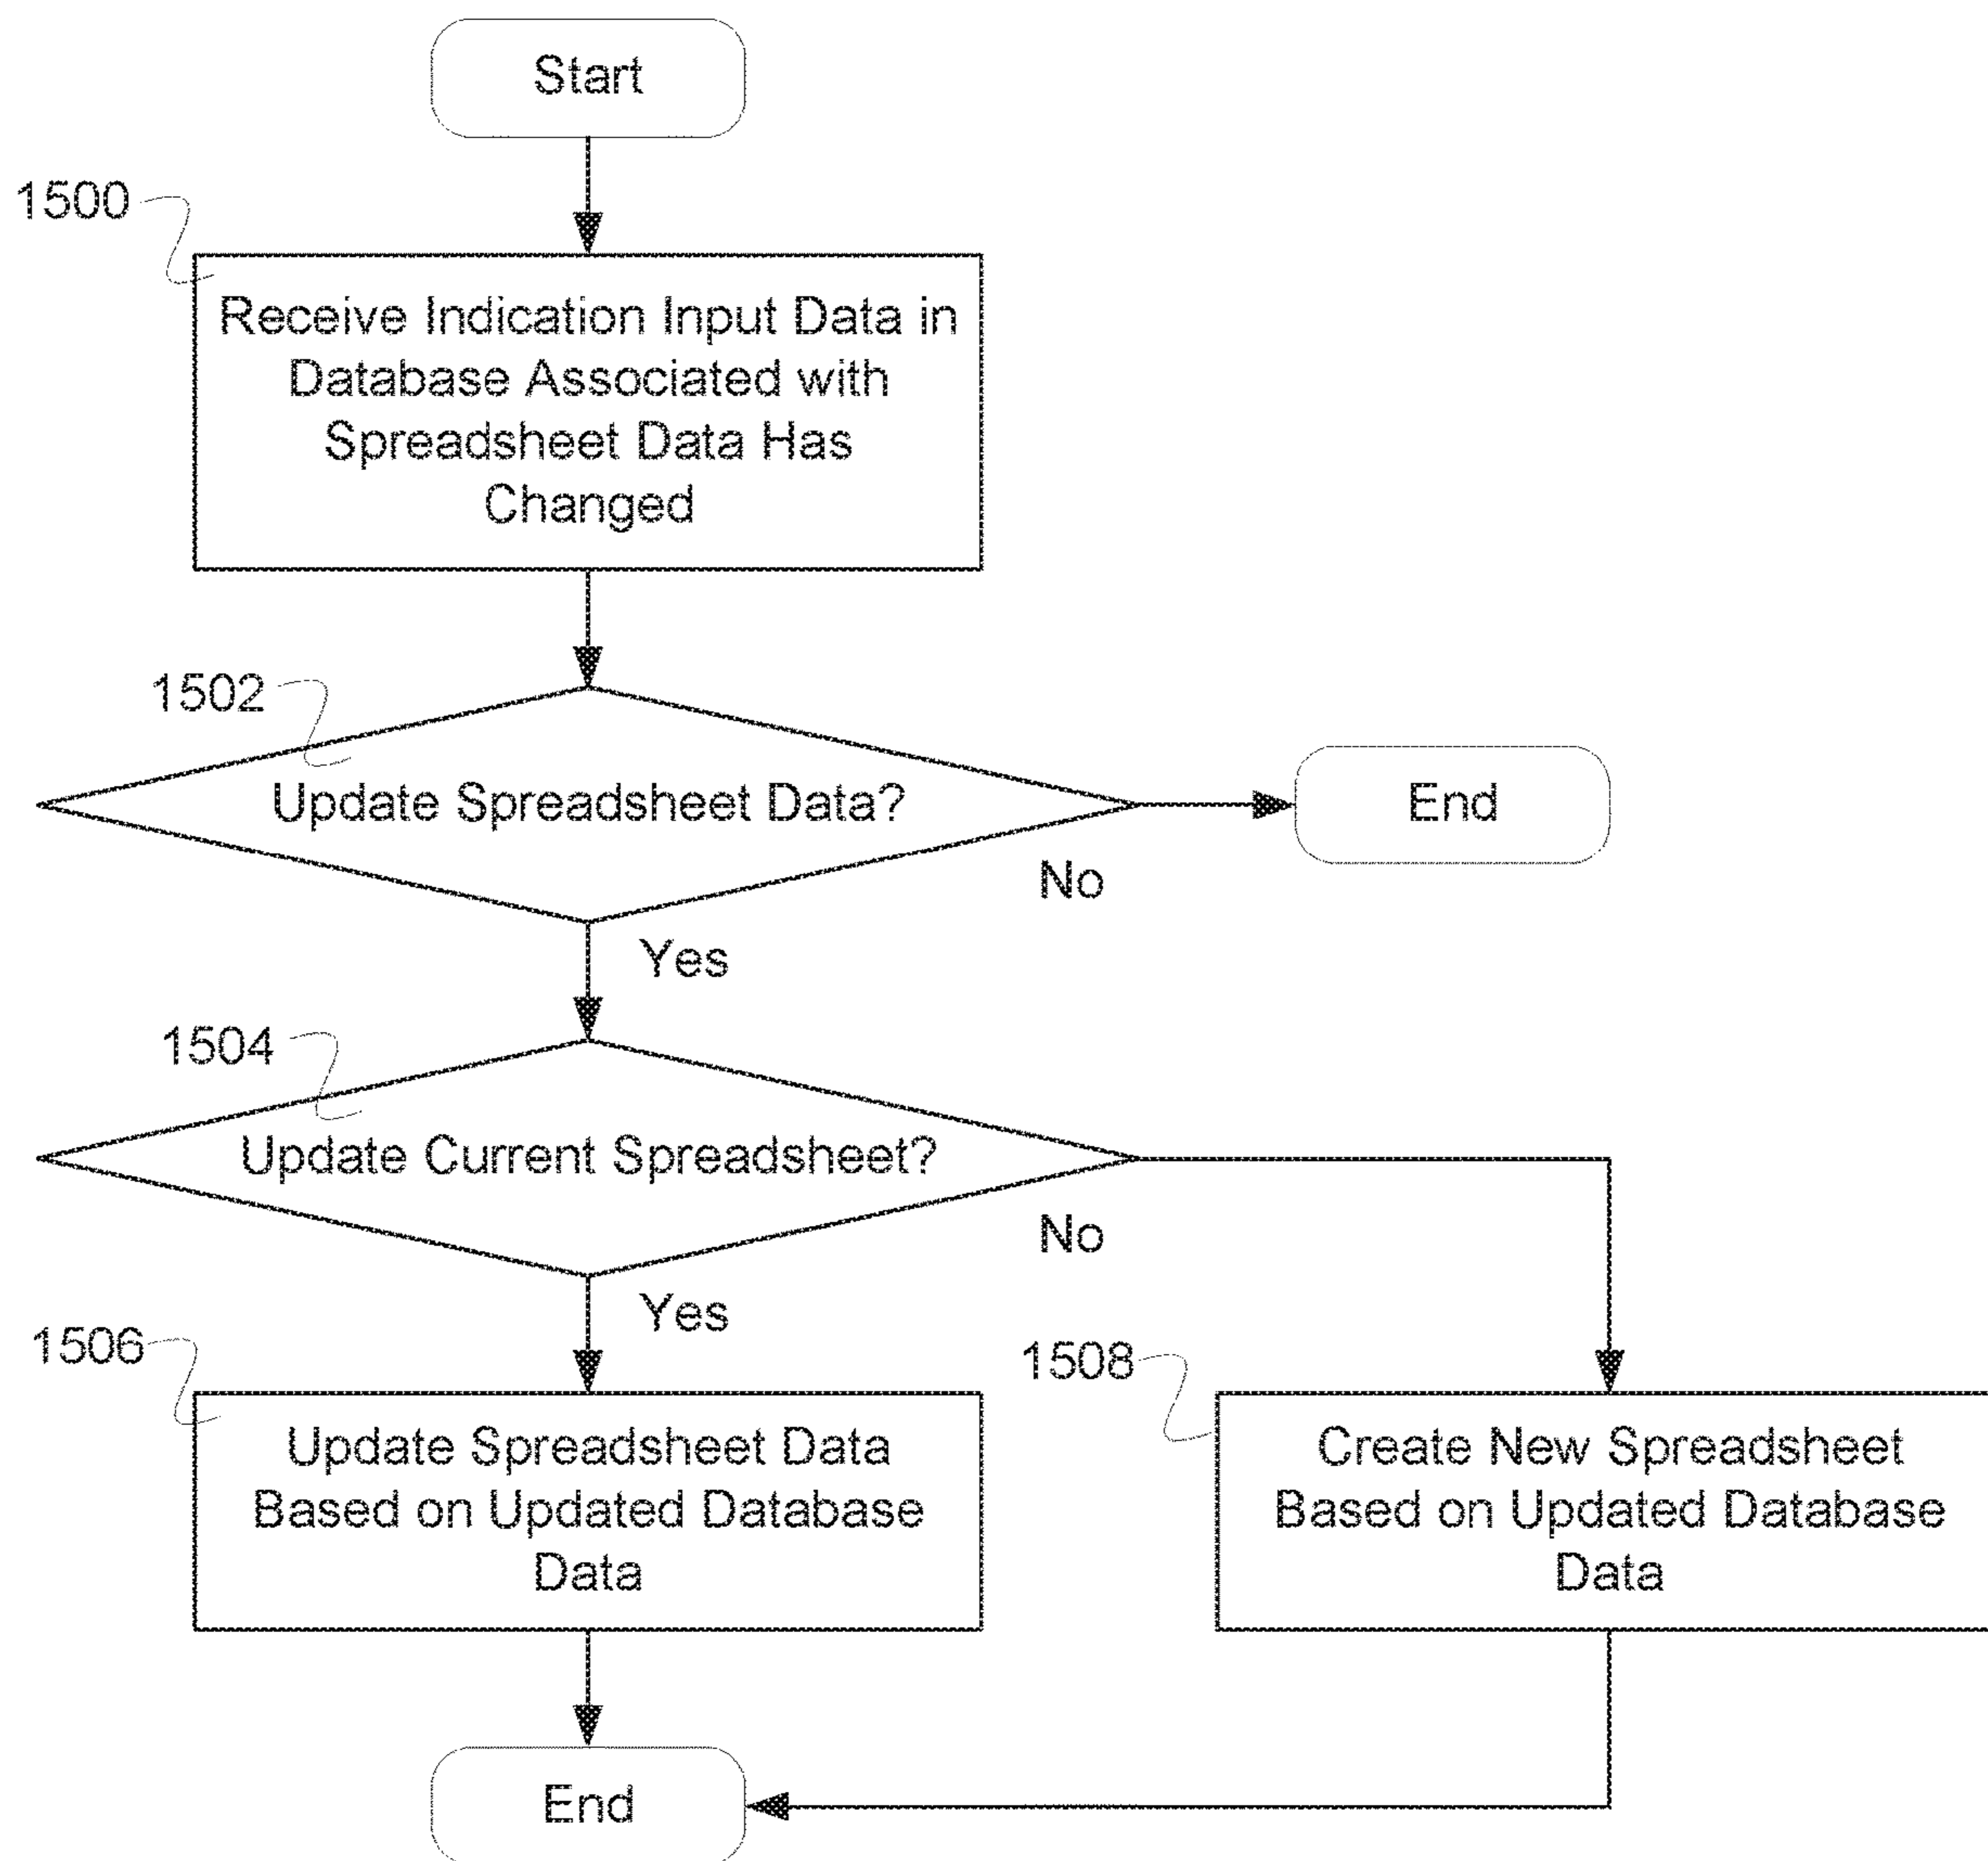 Start
1500
Receive Indication Input Data in
Database Associated with
Spreadsheet Data Has
Changed
1502
Update Spreadsheet Data?
End
No
Yes
1504
Update Current Spreadsheet?
No
Yes
1506
Update Spreadsheet Data
Based on Updated Database
Data
1508
Create New Spreadsheet
Based on Updated Database
Data
End